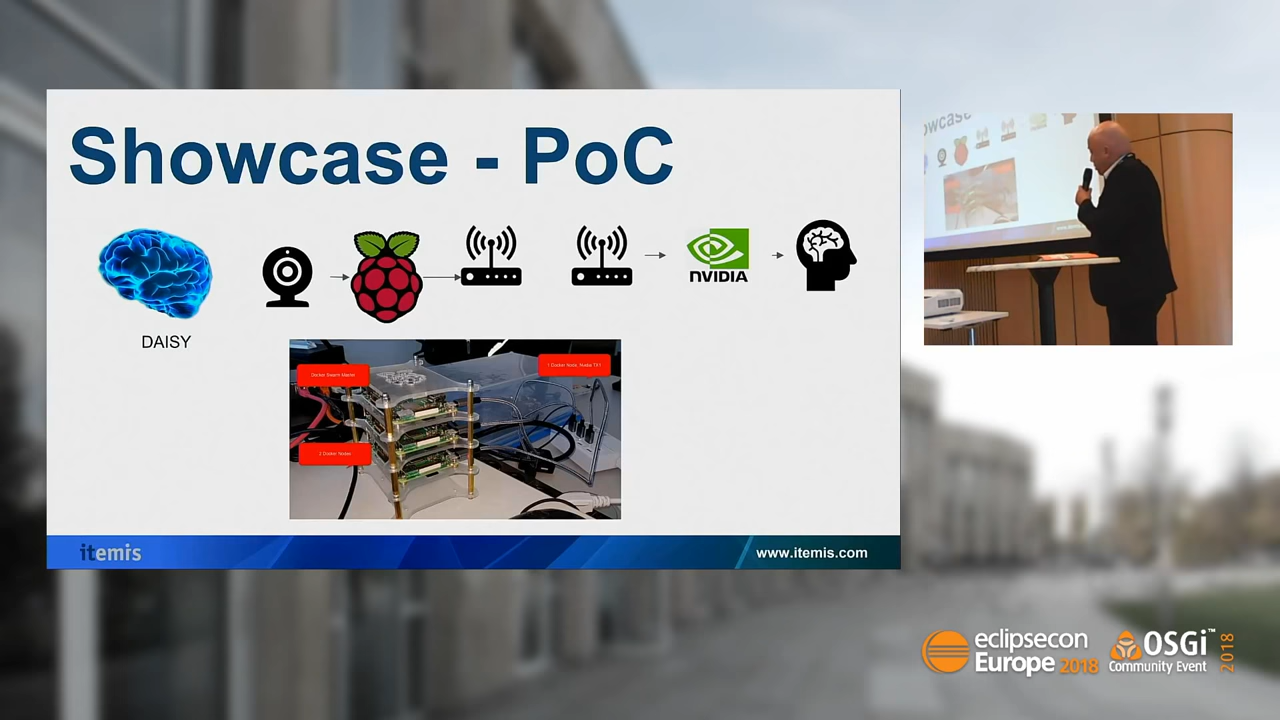 Showcase - PoC
DAISY
NVIDIA
Docker Swarm Master
1 Docker Node, Nvidia TX1
2 Docker Nodes
itemis
www.itemis.com
eclipsecon
Europe 2018
OSGi™
Community Event
2018